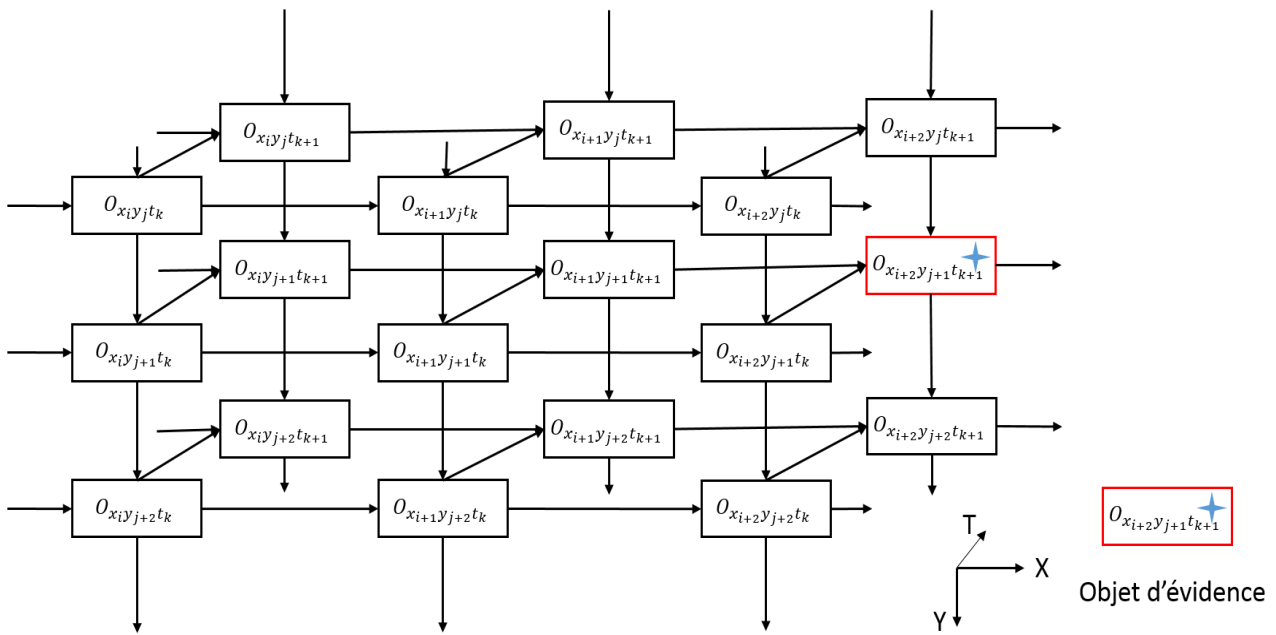 O_{x_i y_j t_{k+1}} O_{x_{i+1} y_j t_{k+1}} O_{x_{i+2} y_j t_{k+1}}
O_{x_i y_j t_k} O_{x_{i+1} y_j t_k} O_{x_{i+2} y_j t_k}
O_{x_i y_{j+1} t_{k+1}} O_{x_{i+1} y_{j+1} t_{k+1}} O_{x_{i+2} y_{j+1} t_{k+1}}
O_{x_i y_{j+1} t_k} O_{x_{i+1} y_{j+1} t_k} O_{x_{i+2} y_{j+1} t_k}
O_{x_i y_{j+2} t_{k+1}} O_{x_{i+1} y_{j+2} t_{k+1}} O_{x_{i+2} y_{j+2} t_{k+1}}
O_{x_i y_{j+2} t_k} O_{x_{i+1} y_{j+2} t_k} O_{x_{i+2} y_{j+2} t_k}
O_{x_{i+2} y_{j+1} t_{k+1}}
T
X
Y
Objet d'évidence